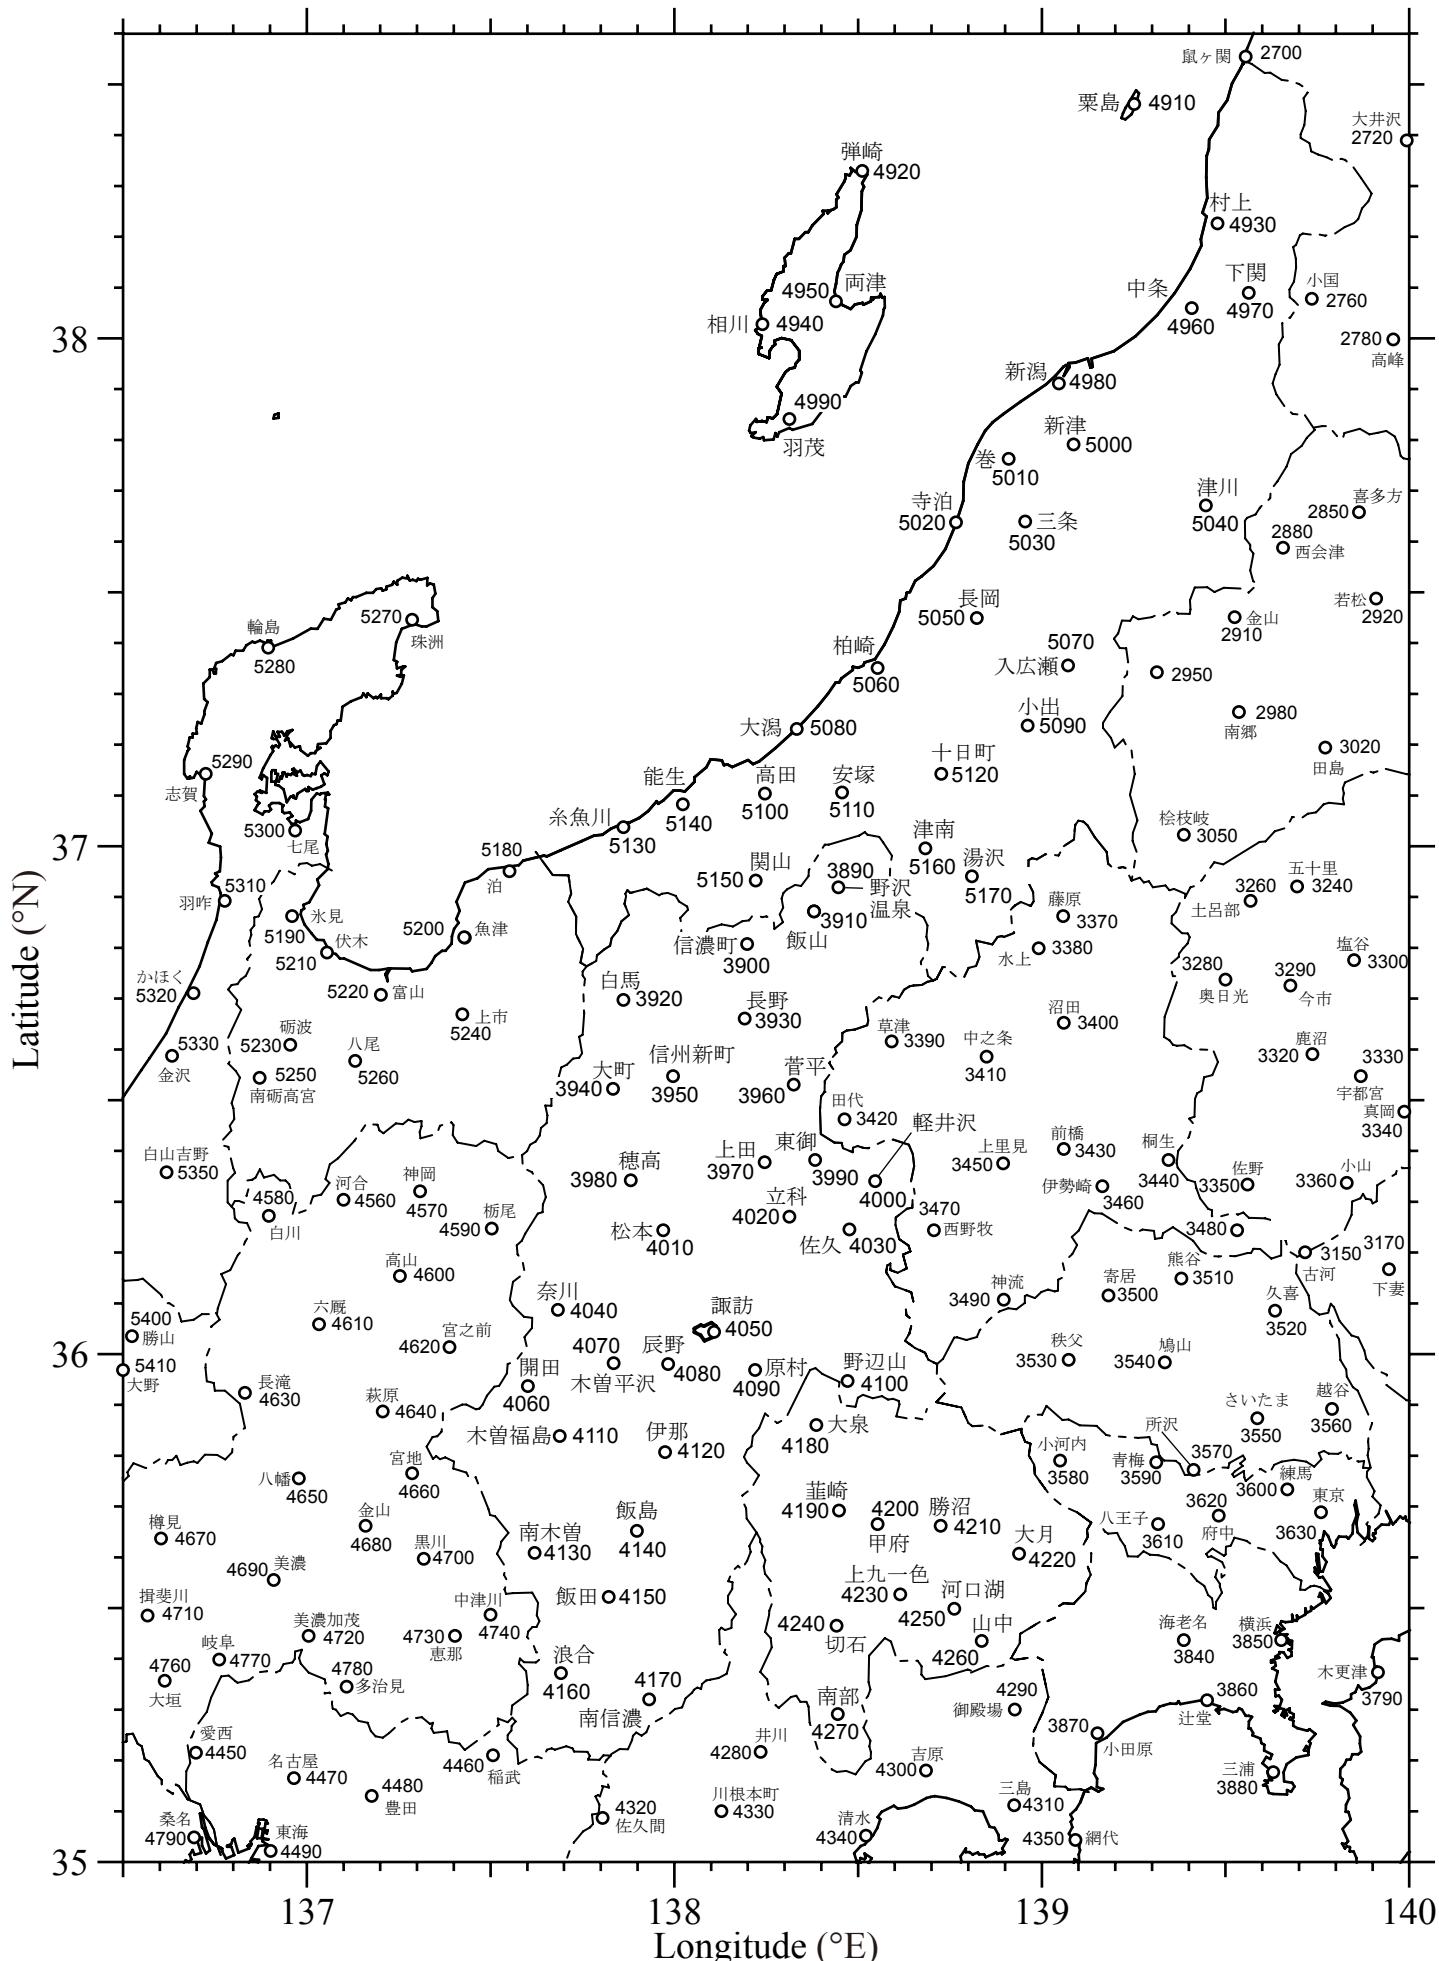 鼠ヶ関 2700
粟島 4910
大井沢
2720
弾崎
4920
村上
4930
両津
4950
下関
4970
小国
2760
中条
4960
相川 4940
2780
高峰
38
新潟 4980
4990
羽茂
新津
5000
巻
5010
津川
5040
喜多方
2850
寺泊
5020
三条
5030
2880
西会津
若松
2920
5270
珠洲
長岡
5050
金山
2910
輪島
5280
柏崎
5060
5070
入広瀬
2950
小出
5090
2980
南郷
大潟 5080
3020
田島
5290
志賀
十日町
5120
能生
5140
高田
5100
安塚
5110
糸魚川
5130
桧枝岐
3050
5300
七尾
37
津南
5160
5180
泊
関山
5150
3890
野沢
温泉
湯沢
5170
五十里
3240
3260
土呂部
5310
羽咋
氷見
5190
3910
飯山
藤原
3370
5200 魚津
伏木
5210
信濃町
3900
3380
水上
塩谷
3300
かほく
5320
5220 富山
白馬
3920
3280
奥日光
3290
今市
上市
5240
長野
3930
沼田
3400
5330
金沢
砺波
5230
八尾
5260
草津
3390
中之条
3410
鹿沼
3320
5250
南砺高宮
信州新町
3950
大町
3940
菅平
3960
3330
宇都宮
真岡
3340
田代
3420
軽井沢
4000
白山吉野
5350
上田
3970
東御
3990
上里見
3450
前橋
3430
桐生
3440
河合
4560
神岡
4570
穂高
3980
伊勢崎 3460
佐野
3350
小山
3360
4580
白川
栃尾
4590
立科
4020
松本
4010
佐久 4030
3470
西野牧
3480
3150
古河
3170
下妻
高山
4600
熊谷
3510
奈川
4040
神流
3490
寄居
3500
久喜
3520
六厩
4610
諏訪
4050
5400
勝山
宮之前
4620
4070
木曽平沢
辰野
4080
36
5410
大野
秩父
3530
鳩山
3540
開田
4060
原村
4090
野辺山
4100
長滝
4630
萩原
4640
さいたま
3550
越谷
3560
大泉
4180
木曽福島 4110
伊那
4120
所沢
3570
小河内
3580
青梅
3590
宮地
4660
八幡
4650
練馬
3600
韮崎
4190
4200
甲府
勝沼
4210
3620
府中
東京
3630
八王子
3610
樽見
4670
金山
4680
飯島
4140
黒川
4700
南木曽
4130
大月
4220
4690 美濃
上九一色
4230
飯田 4150
河口湖
4250
揖斐川
4710
中津川
4740
4240
切石
山中
4260
美濃加茂
4720
4730
恵那
海老名
3840
横浜
3850
岐阜
4770
浪合
4160
4760
大垣
4780
多治見
4170
南信濃
木更津
3790
南部
4270
4290
御殿場
3860
辻堂
3870
小田原
愛西
4450
井川
4280
4460
稲武
吉原
4300
名古屋
4470
三浦
3880
4480
豊田
三島
4310
川根本町
4330
4320
佐久間
桑名
4790
清水
4340
4350 網代
東海
4490
35
137
138
139
140
Latitude (°N)
Longitude (°E)